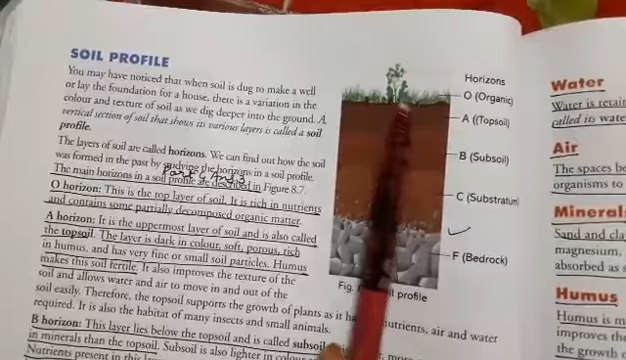 SOIL PROFILE
You may have noticed that when soil is dug to make a well
or lay the foundation for a house, there is a variation in the
colour and texture of soil as we dig deeper into the ground. A
vertical section of soil that shows its various layers is called a soil
profile.
The layers of soil are called horizons. We can find out how the soil
was formed in the past by studying the horizons in a soil profile.
The main horizons in a soil profile are described in Figure 8.7.
O horizon: This is the top layer of soil. It is rich in nutrients
and contains some partially decomposed organic matter.
A horizon: It is the uppermost layer of soil and is also called
the topsoil. The layer is dark in colour, soft, porous, rich
in humus, and has very fine or small soil particles. Humus
makes this soil fertile. It also improves the texture of the
soil and allows water and air to move in and out of the
soil easily. Therefore, the topsoil supports the growth of plants as it has nutrients, air and water
required. It is also the habitat of many insects and small animals.
B horizon: This layer lies below the topsoil and is called subsoil
in minerals than the topsoil. Subsoil is also lighter in colour
Nutrients present in this
Horizons
O (Organic)
A ((Topsoil)
B (Subsoil)
C (Substratum
F (Bedrock)
Fig. profile
Water
Water is retai
called is wate
Air
The spaces be
organisms to
Mineral
Sand and cla
magnesium,
absorbed as s
Humus
Humus is m
improves the
the growth o